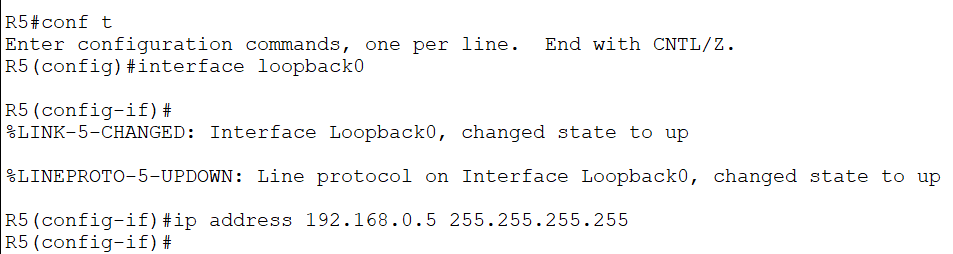 R5#conf t
Enter configuration commands, one per line.  End with CNTL/Z.
R5(config)#interface loopback0
R5(config-if)#
%LINK-5-CHANGED: Interface Loopback0, changed state to up
%LINEPROTO-5-UPDOWN: Line protocol on Interface Loopback0, changed state to up
R5(config-if)#ip address 192.168.0.5 255.255.255.255
R5(config-if)#